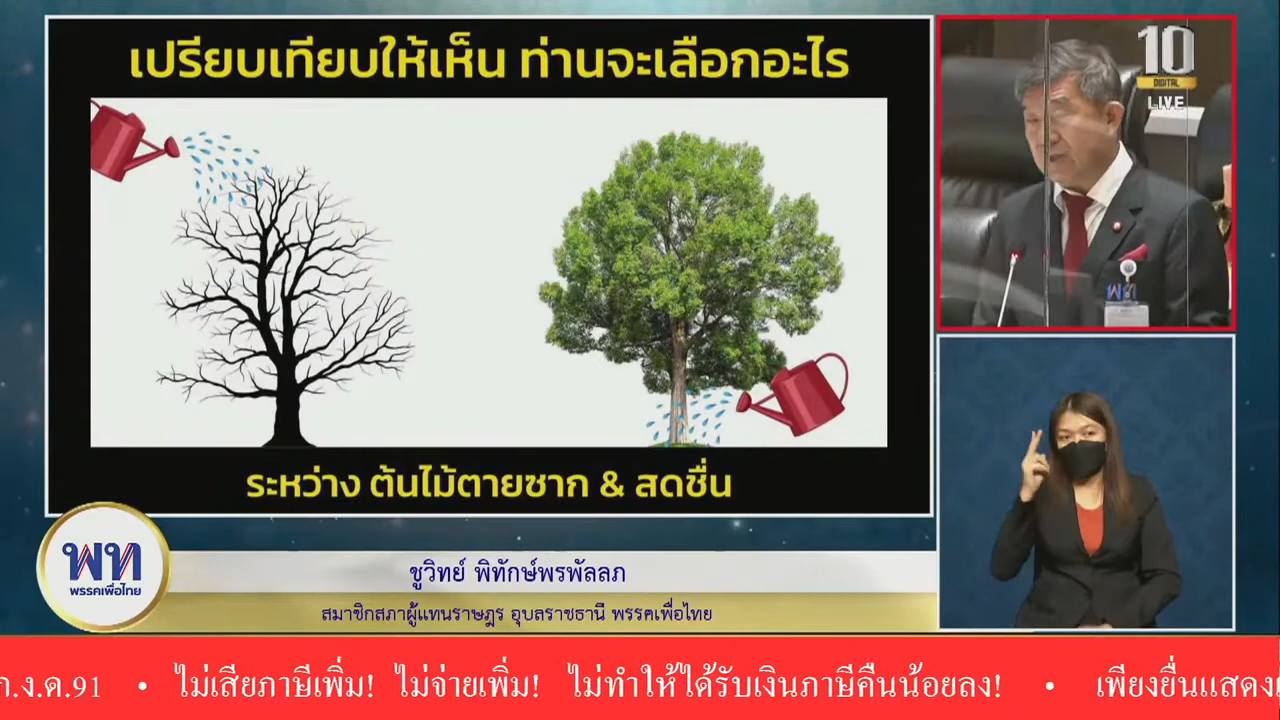 เปรียบเทียบให้เห็น ท่านจะเลือกอะไร
10
DIGITAL
LIVE
พท
ระหว่าง ต้นไม้ตายซาก & สดชื่น
พท
พรรคเพื่อไทย
ชูวิทย์ พิทักษ์พรพัลลภ
สมาชิกสภาผู้แทนราษฎร อุบลราชธานี พรรคเพื่อไทย
ก.ง.ด.91 • ไม่เสียภาษีเพิ่ม! ไม่จ่ายเพิ่ม! ไม่ทำให้ได้รับเงินภาษีคืนน้อยลง! • เพียงยื่นแสดง